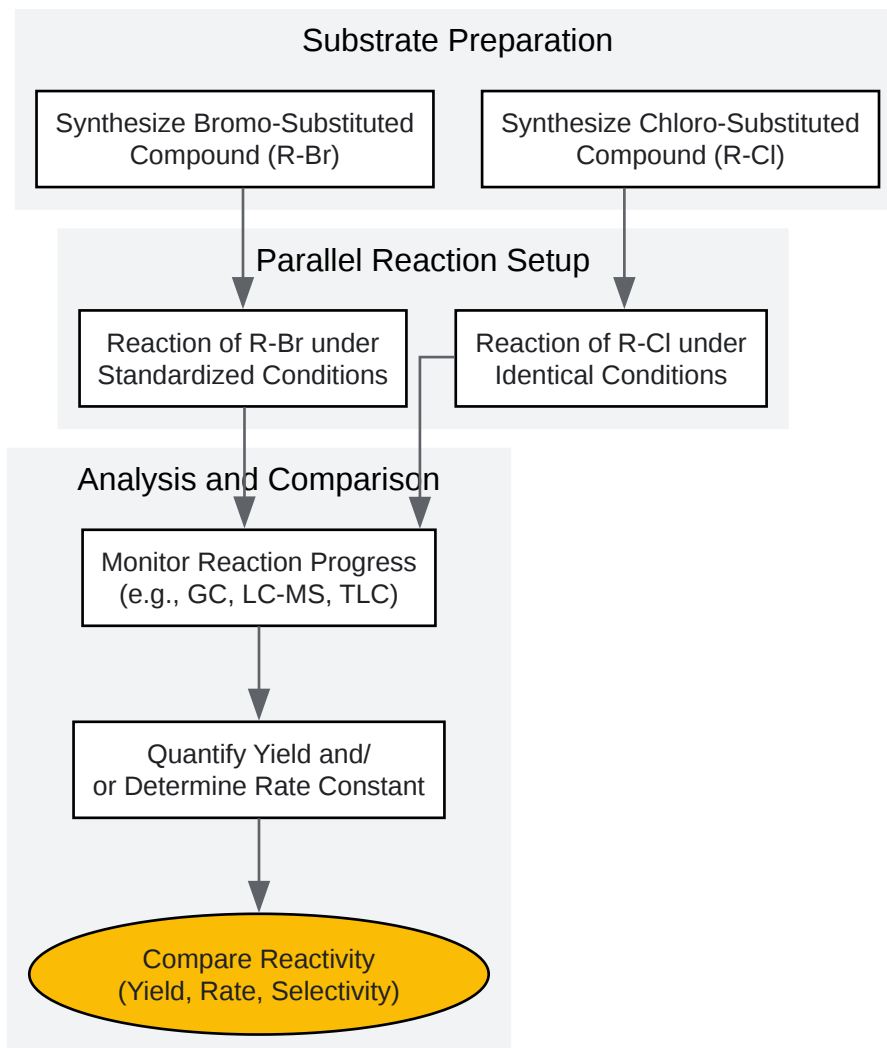 Substrate Preparation
Synthesize Bromo-Substituted
Compound (R-Br)
Synthesize Chloro-Substituted
Compound (R-Cl)
Parallel Reaction Setup
Reaction of R-Br under
Standardized Conditions
Reaction of R-Cl under
Identical Conditions
Analysis and Comparison
Monitor Reaction Progress
(e.g., GC, LC-MS, TLC)
Quantify Yield and/
or Determine Rate Constant
Compare Reactivity
(Yield, Rate, Selectivity)